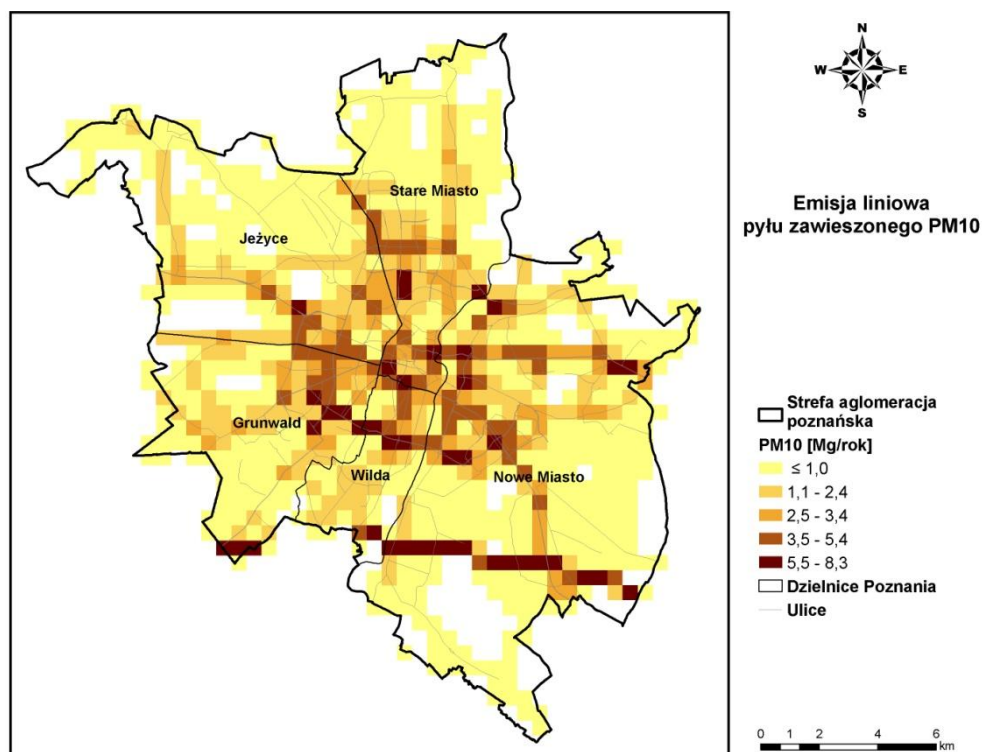 Stare Miasto
Jeżyce
Grunwald
Wilda
Nowe Miasto
N
W E
S
Emisja liniowa
pyłu zawieszonego PM10
Strefa aglomeracja
poznańska
PM10 [Mg/rok]
≤ 1,0
1,1 - 2,4
2,5 - 3,4
3,5 - 5,4
5,5 - 8,3
Dzielnice Poznania
Ulice
0 1 2 4 6
km